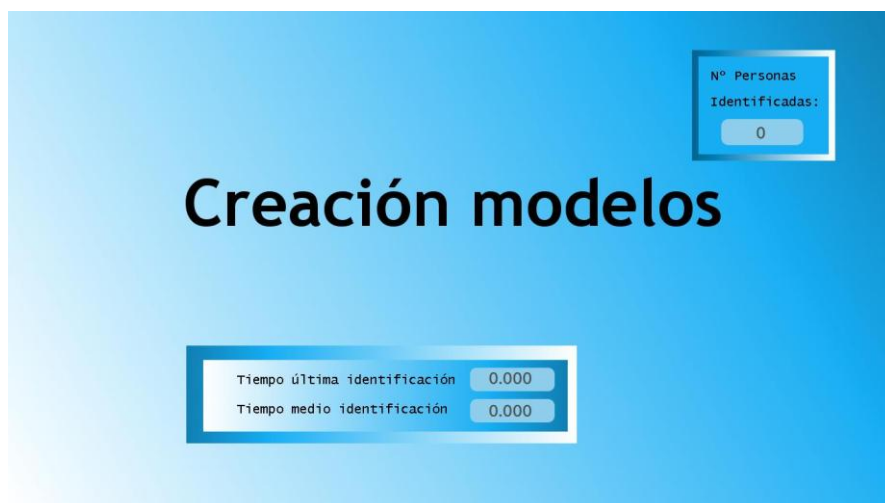 Nº Personas
Identificadas:
0
Creación modelos
Tiempo última identificación 0.000
Tiempo medio identificación 0.000